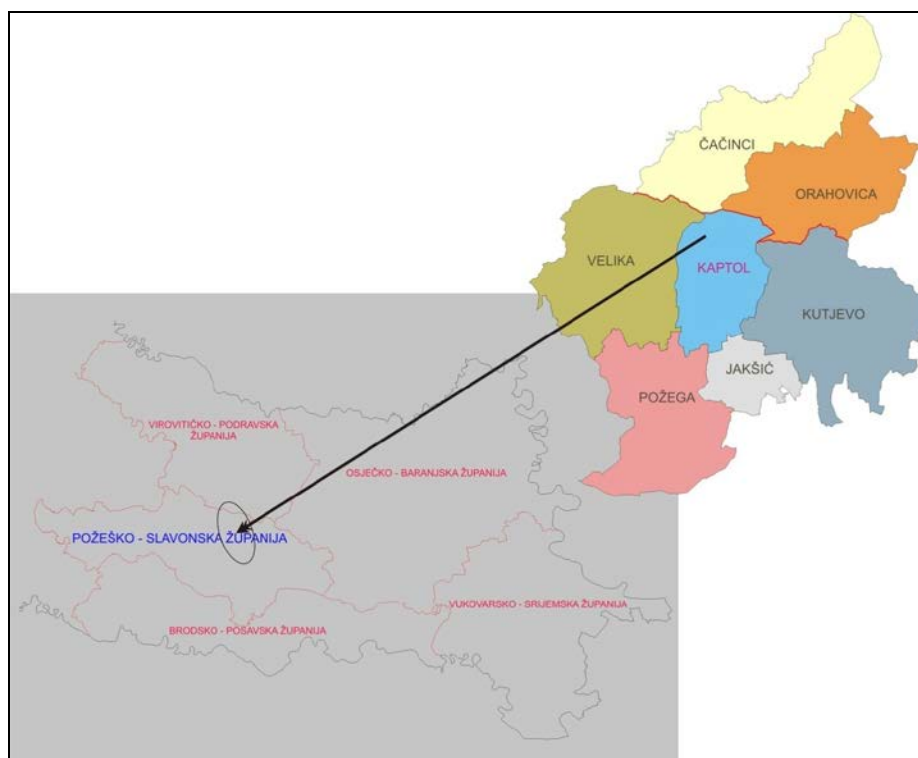 ČAČINCI
ORAHOVICA
VELIKA
KAPTOL
KUTJEVO
JAKŠIĆ
POŽEGA
VIROVITIČKO - PODRAVSKA
ŽUPANIJA
OSJEČKO - BARANJSKA ŽUPANIJA
POŽEŠKO - SLAVONSKA ŽUPANIJA
VUKOVARSKO - SRIJEMSKA ŽUPANIJA
BRODSKO - POSAVSKA ŽUPANIJA